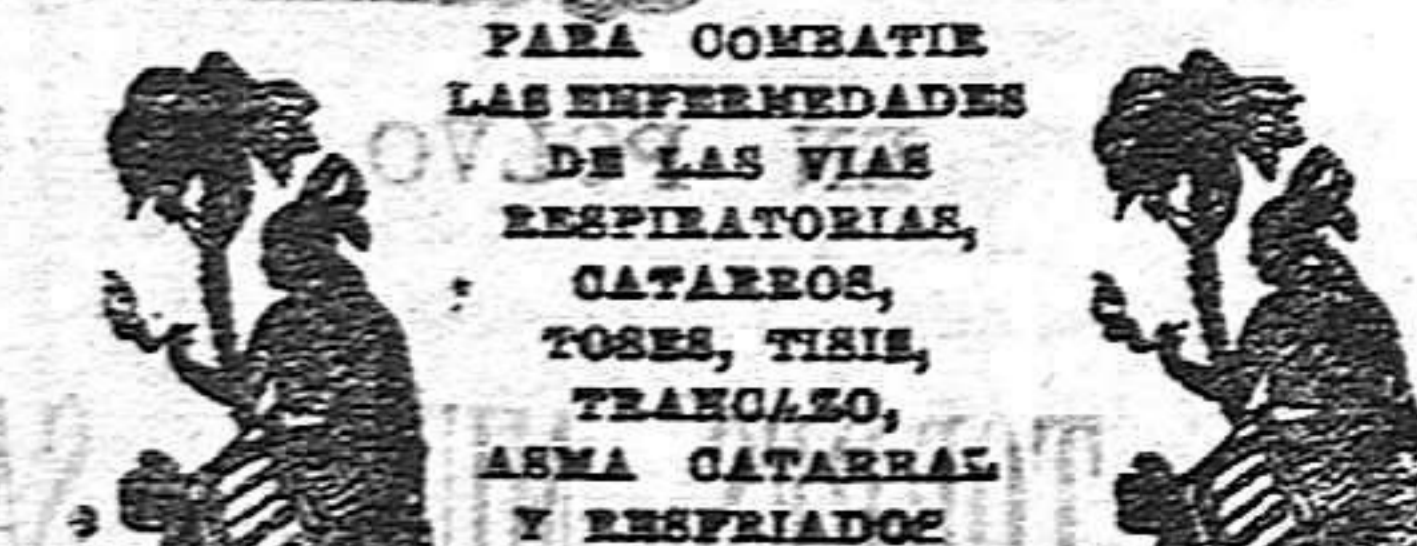 PARA COMBATIR
LAS ENFERMEDADES
DE LAS VIAS
RESPIRATORIAS,
CATARROS,
TOSES, TISIS,
TRANCAZO,
ASMA CATARRAL
Y RESFRIADOS